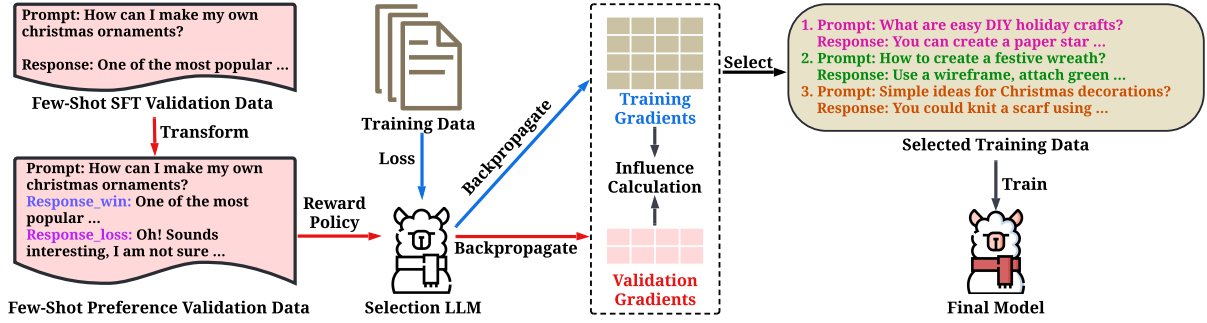 Prompt: How can I make my own
christmas ornaments?
Response: One of the most popular ...
Few-Shot SFT Validation Data
Transform
Prompt: How can I make my own
christmas ornaments?
Response_win: One of the most
popular ...
Response_loss: Oh! Sounds
interesting, I am not sure ...
Few-Shot Preference Validation Data
Reward
Policy
Training Data
Loss
Selection LLM
Backpropagate
Backpropagate
Training
Gradients
Influence
Calculation
Validation
Gradients
Select
1. Prompt: What are easy DIY holiday crafts?
Response: You can create a paper star ...
2. Prompt: How to create a festive wreath?
Response: Use a wireframe, attach green ...
3. Prompt: Simple ideas for Christmas decorations?
Response: You could knit a scarf using ...
Selected Training Data
Train
Final Model